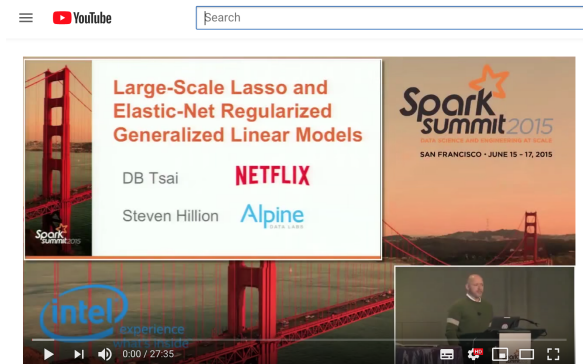 YouTube
Search
Large-Scale Lasso and
Elastic-Net Regularized
Generalized Linear Models
DB Tsai NETFLIX
Steven Hillion Alpine
DATA LABS
Spark
Summit 2015
Spark
Summit 2015
DATA SCIENCE AND ENGINEERING AT SCALE
SAN FRANCISCO • JUNE 15 – 17, 2015
intel
experience
what's inside
0:00 / 27:35
HD